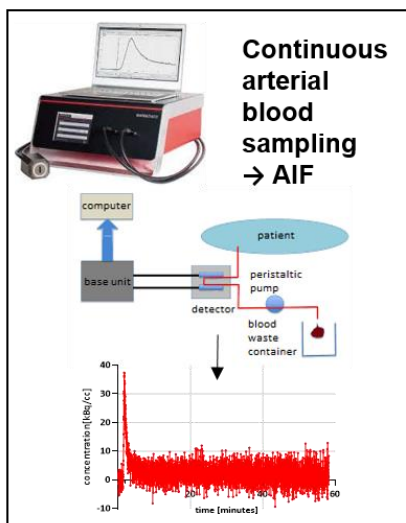 Continuous
arterial
blood
sampling
→ AIF
computer
patient
base unit
detector
peristaltic
pump
blood
waste
container
concentration[kBq/cc]
40
30
20
10
0
-10
20
40
60
time [minutes]